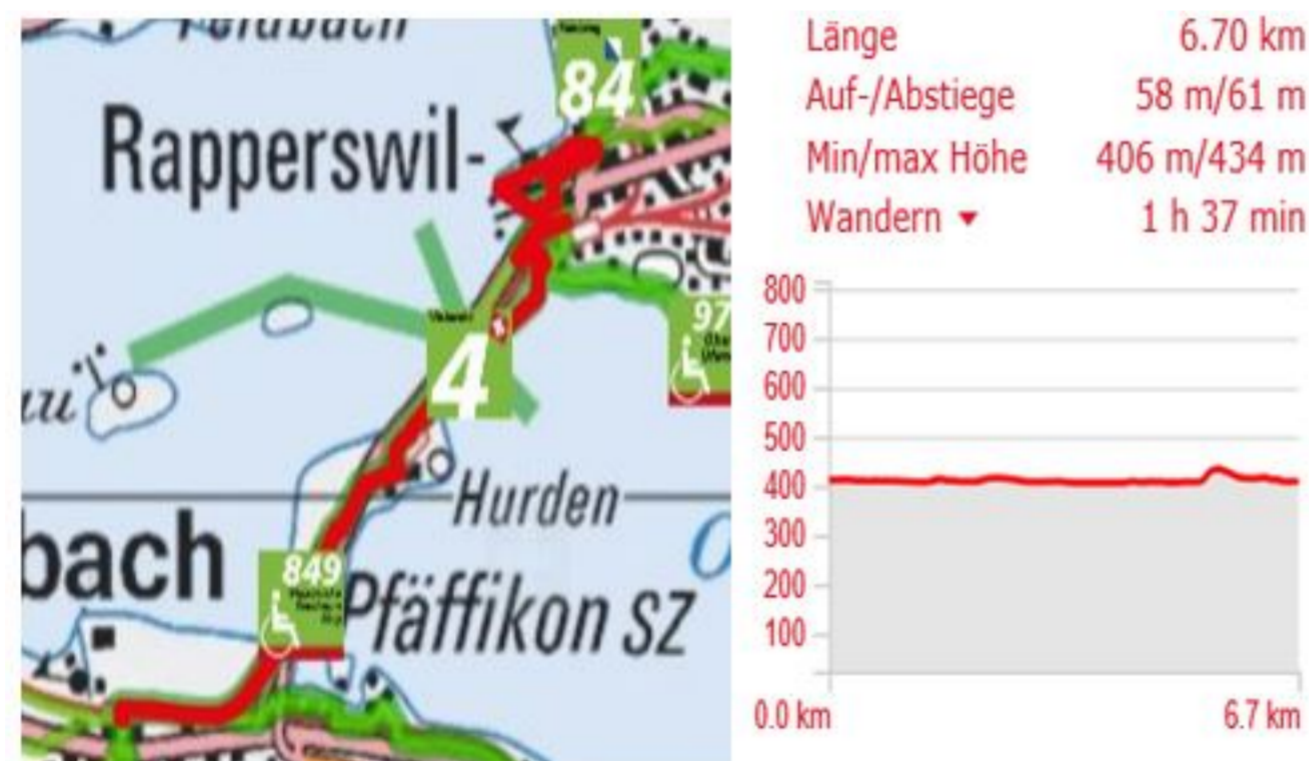 Feldbach
84
Rapperswil-
4
97
au
Hurden
bach
849
Pfäffikon SZ
O
Länge 6.70 km
Auf-/Abstiege 58 m/61 m
Min/max Höhe 406 m/434 m
Wandern ▾ 1 h 37 min
800
700
600
500
400
300
200
100
0.0 km 6.7 km